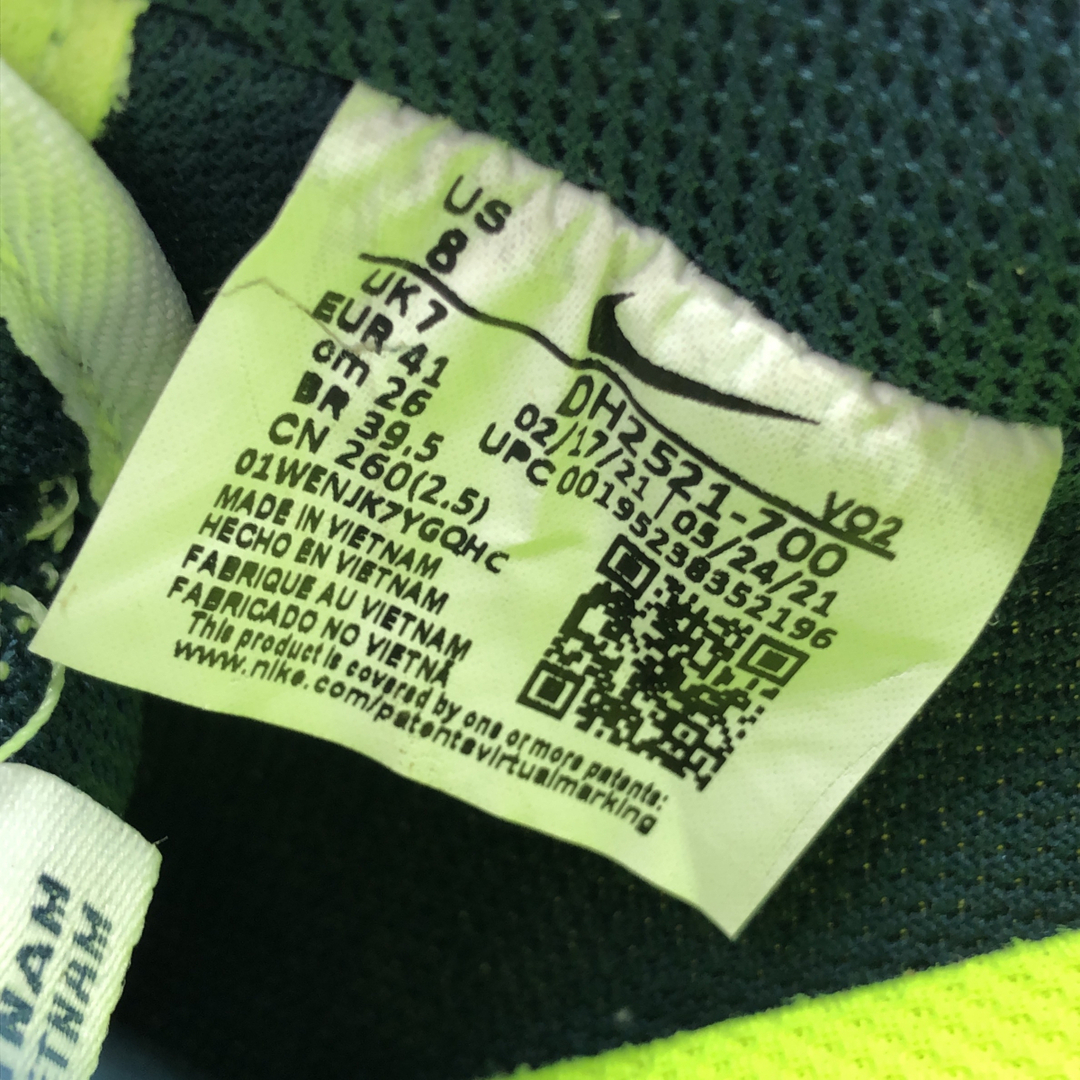 US
8
UK 7
EUR 41
cm 26
BR 39.5
CN 260(2.5)
01WENJK7YGQHC
MADE IN VIETNAM
HECHO EN VIETNAM
FABRIQUE AU VIETNAM
FABRICADO NO VIETNÃ
This product is covered by one or more patents:
www.nike.com/patentsvirtualmarking
VO2
DH2521-700
02/17/21 05/24/21
UPC 00195238352196
NAM
TNAM